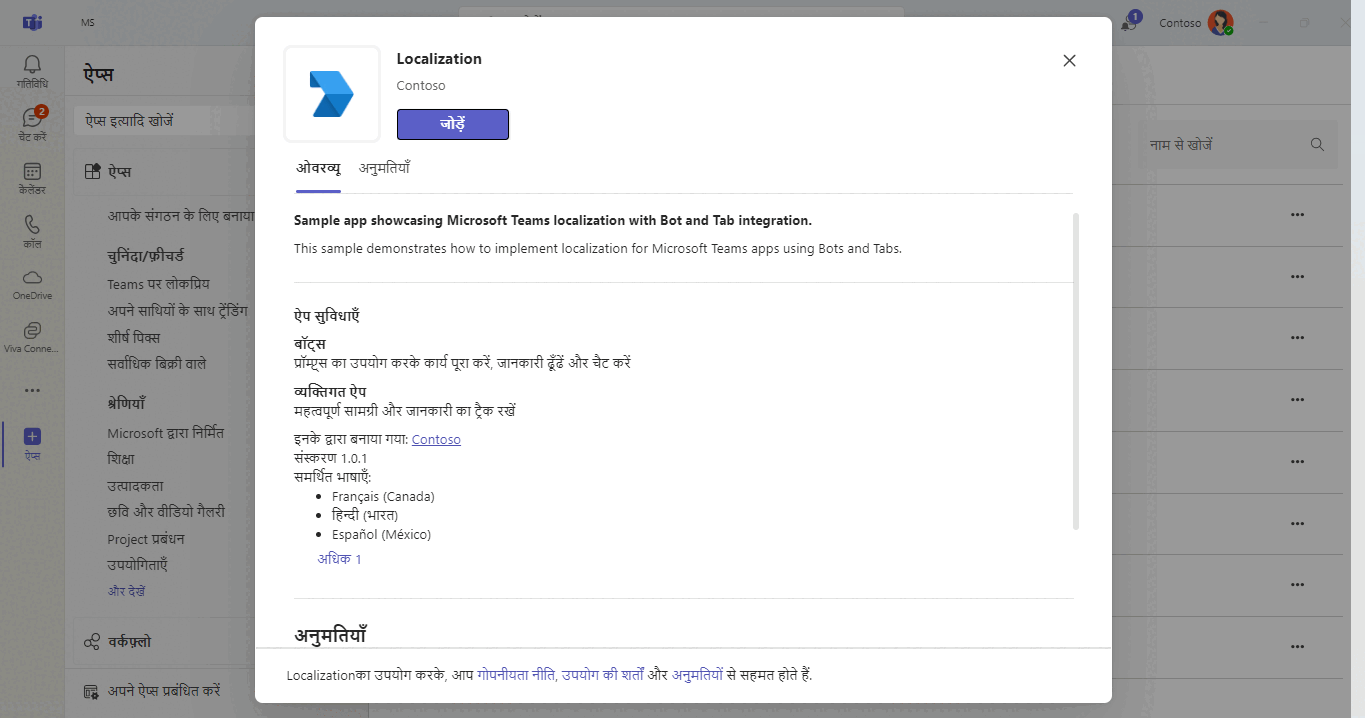 MS
1
Contoso
गतिविधि
2
चेट करें
कैलेंडर
कॉल
OneDrive
Viva Conne...
ऐप्स
ऐप्स
ऐप्स इत्यादि खोजें
ऐप्स
आपके संगठन के लिए बनाया
चुनिंदा/फ़ीचर्ड
Teams पर लोकप्रिय
अपने साथियों के साथ ट्रेंडिंग
शीर्ष पिक्स
सर्वाधिक बिक्री वाले
श्रेणियाँ
Microsoft द्वारा निर्मित
शिक्षा
उत्पादकता
छवि और वीडियो गैलरी
Project प्रबंधन
उपयोगिताएँ
और देखें
वर्कफ़्लो
अपने ऐप्स प्रबंधित करें
Localization
Contoso
जोड़ें
ओवरव्यू अनुमतियाँ
Sample app showcasing Microsoft Teams localization with Bot and Tab integration.
This sample demonstrates how to implement localization for Microsoft Teams apps using Bots and Tabs.
ऐप सुविधाएँ
बॉट्स
प्रॉम्प्ट्स का उपयोग करके कार्य पूरा करें, जानकारी ढूँढें और चैट करें
व्यक्तिगत ऐप
महत्वपूर्ण सामग्री और जानकारी का ट्रैक रखें
इनके द्वारा बनाया गया: Contoso
संस्करण 1.0.1
समर्थित भाषाएँ:
• Français (Canada)
• हिन्दी (भारत)
• Español (México)
अधिक 1
अनुमतियाँ
Localizationका उपयोग करके, आप गोपनीयता नीति, उपयोग की शर्तों और अनुमतियों से सहमत होते हैं.
नाम से खोजें